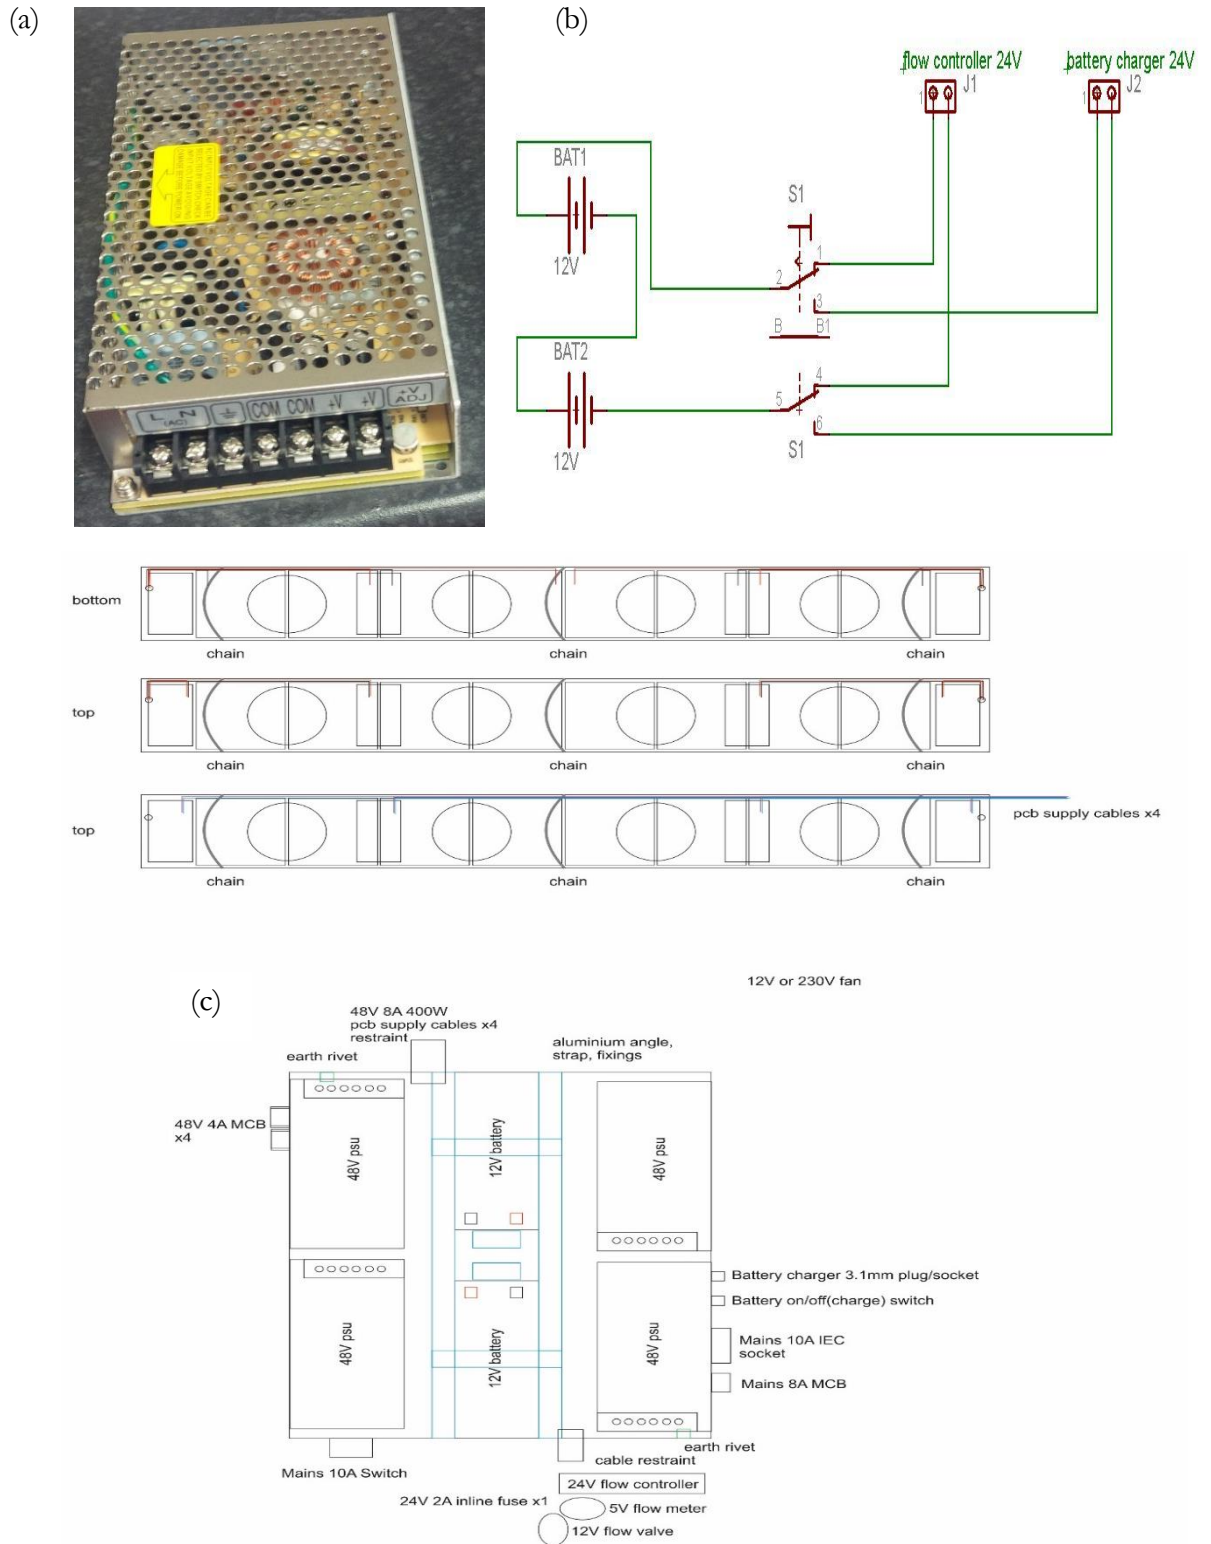 (a)
(b)
L N
(AC)
COM COM +V +V
+V
ADJ
flow controller 24V
battery charger 24V
1
J1
1
J2
BAT1
12V
S1
1
2
3
B B1
BAT2
12V
4
5
6
S1
bottom
chain chain chain
top
chain chain chain
top
pcb supply cables x4
chain chain chain
12V or 230V fan
(c)
48V 8A 400W
pcb supply cables x4
restraint
aluminium angle,
strap, fixings
earth rivet
48V 4A MCB
x4
48V psu
12V battery
48V psu
Battery charger 3.1mm plug/socket
Battery on/off(charge) switch
48V psu
12V battery
48V psu
Mains 10A IEC
socket
Mains 8A MCB
earth rivet
cable restraint
Mains 10A Switch
24V flow controller
24V 2A inline fuse x1
5V flow meter
12V flow valve